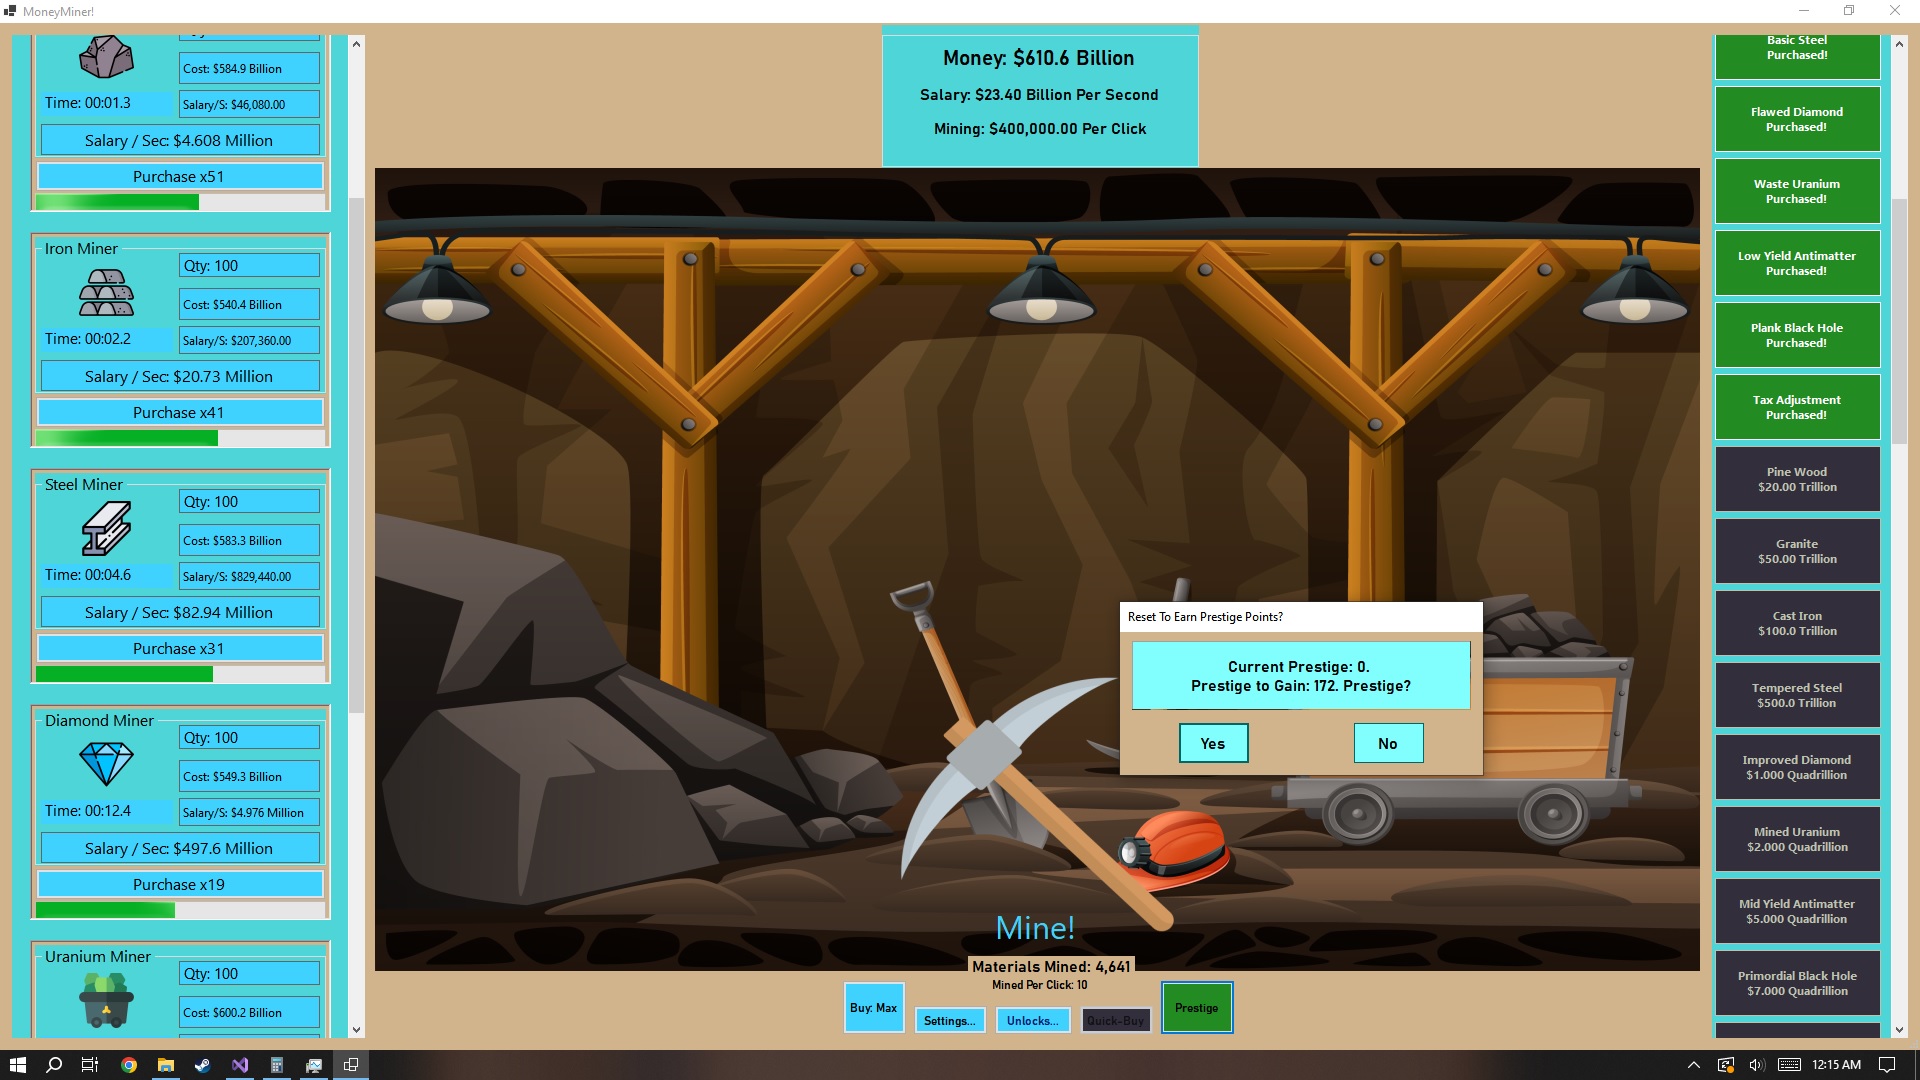 MoneyMiner!
Cost: $584.9 Billion
Time: 00:01.3
Salary/S: $46,080.00
Salary / Sec: $4.608 Million
Purchase x51
Iron Miner
Qty: 100
Cost: $540.4 Billion
Time: 00:02.2
Salary/S: $207,360.00
Salary / Sec: $20.73 Million
Purchase x41
Steel Miner
Qty: 100
Cost: $583.3 Billion
Time: 00:04.6
Salary/S: $829,440.00
Salary / Sec: $82.94 Million
Purchase x31
Diamond Miner
Qty: 100
Cost: $549.3 Billion
Time: 00:12.4
Salary/S: $4.976 Million
Salary / Sec: $497.6 Million
Purchase x19
Uranium Miner
Qty: 100
Cost: $600.2 Billion
Money: $610.6 Billion
Salary: $23.40 Billion Per Second
Mining: $400,000.00 Per Click
Reset To Earn Prestige Points?
Current Prestige: 0.
Prestige to Gain: 172. Prestige?
Yes
No
Mine!
Materials Mined: 4,641
Mined Per Click: 10
Buy: Max
Settings...
Unlocks...
Quick-Buy
Prestige
Basic Steel
Purchased!
Flawed Diamond
Purchased!
Waste Uranium
Purchased!
Low Yield Antimatter
Purchased!
Plank Black Hole
Purchased!
Tax Adjustment
Purchased!
Pine Wood
$20.00 Trillion
Granite
$50.00 Trillion
Cast Iron
$100.0 Trillion
Tempered Steel
$500.0 Trillion
Improved Diamond
$1.000 Quadrillion
Mined Uranium
$2.000 Quadrillion
Mid Yield Antimatter
$5.000 Quadrillion
Primordial Black Hole
$7.000 Quadrillion
12:15 AM